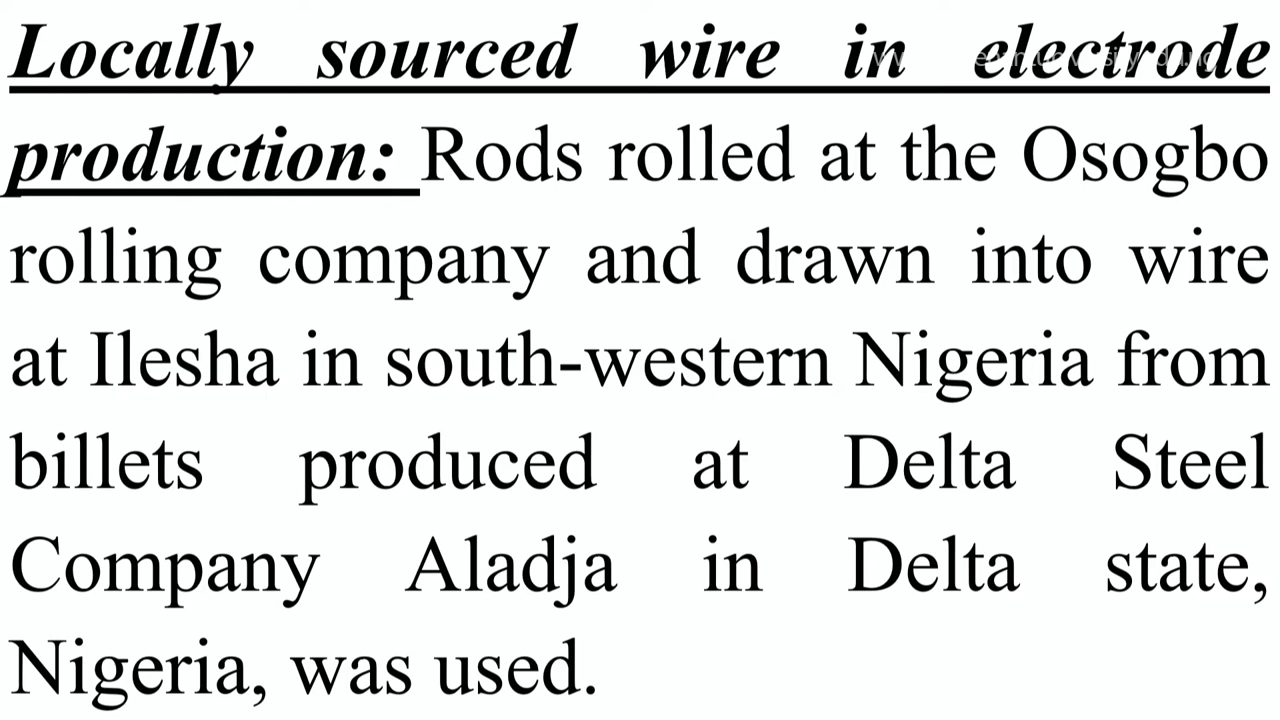 Locally sourced wire in electrode
production: Rods rolled at the Osogbo
rolling company and drawn into wire
at Ilesha in south-western Nigeria from
billets produced at Delta Steel
Company Aladja in Delta state,
Nigeria, was used.